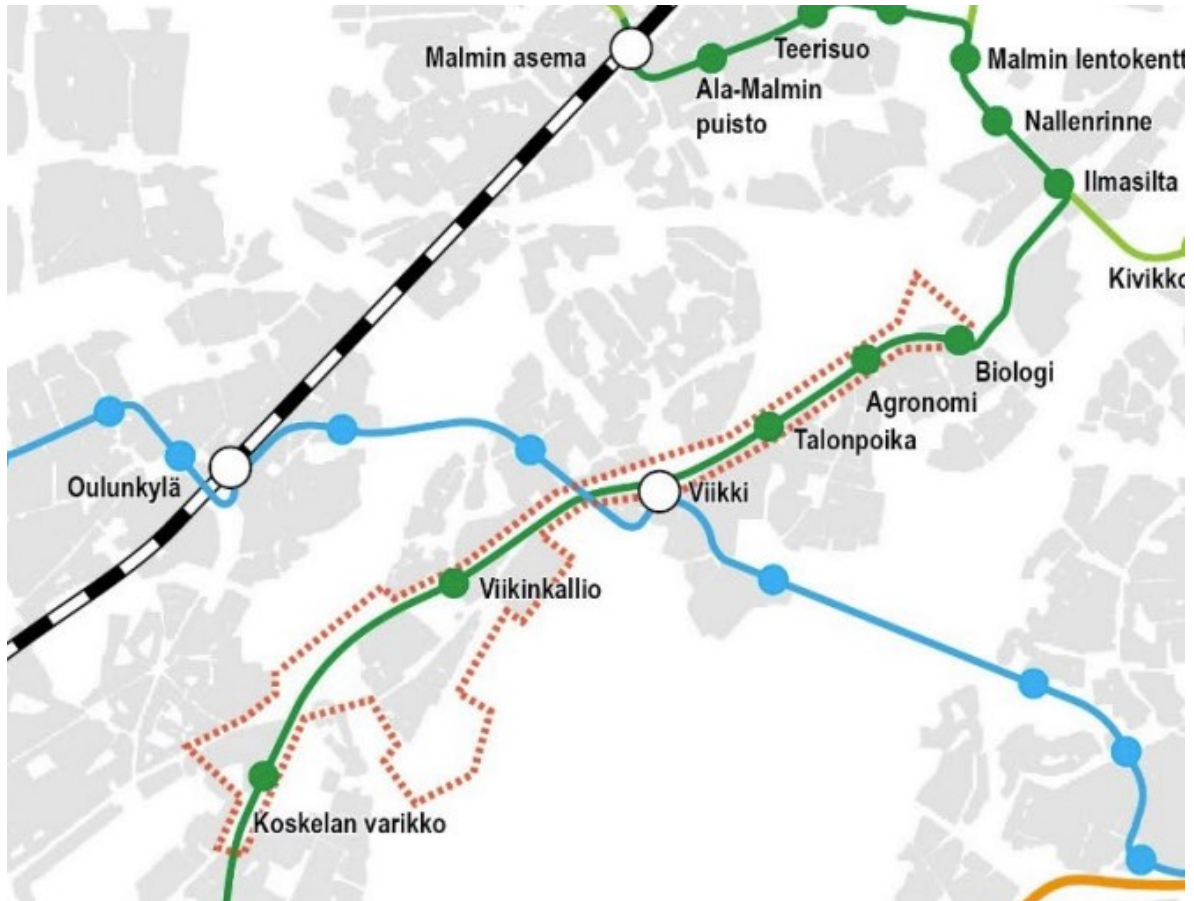 Teerisuo
Malmin asema
Malmin lentokentt
Ala-Malmin
puisto
Nallenrinne
Ilmasilta
Kivikko
Biologi
Agronomi
Talonpoika
Oulunkylä
Viikki
Viikinkallio
Koskelan varikko